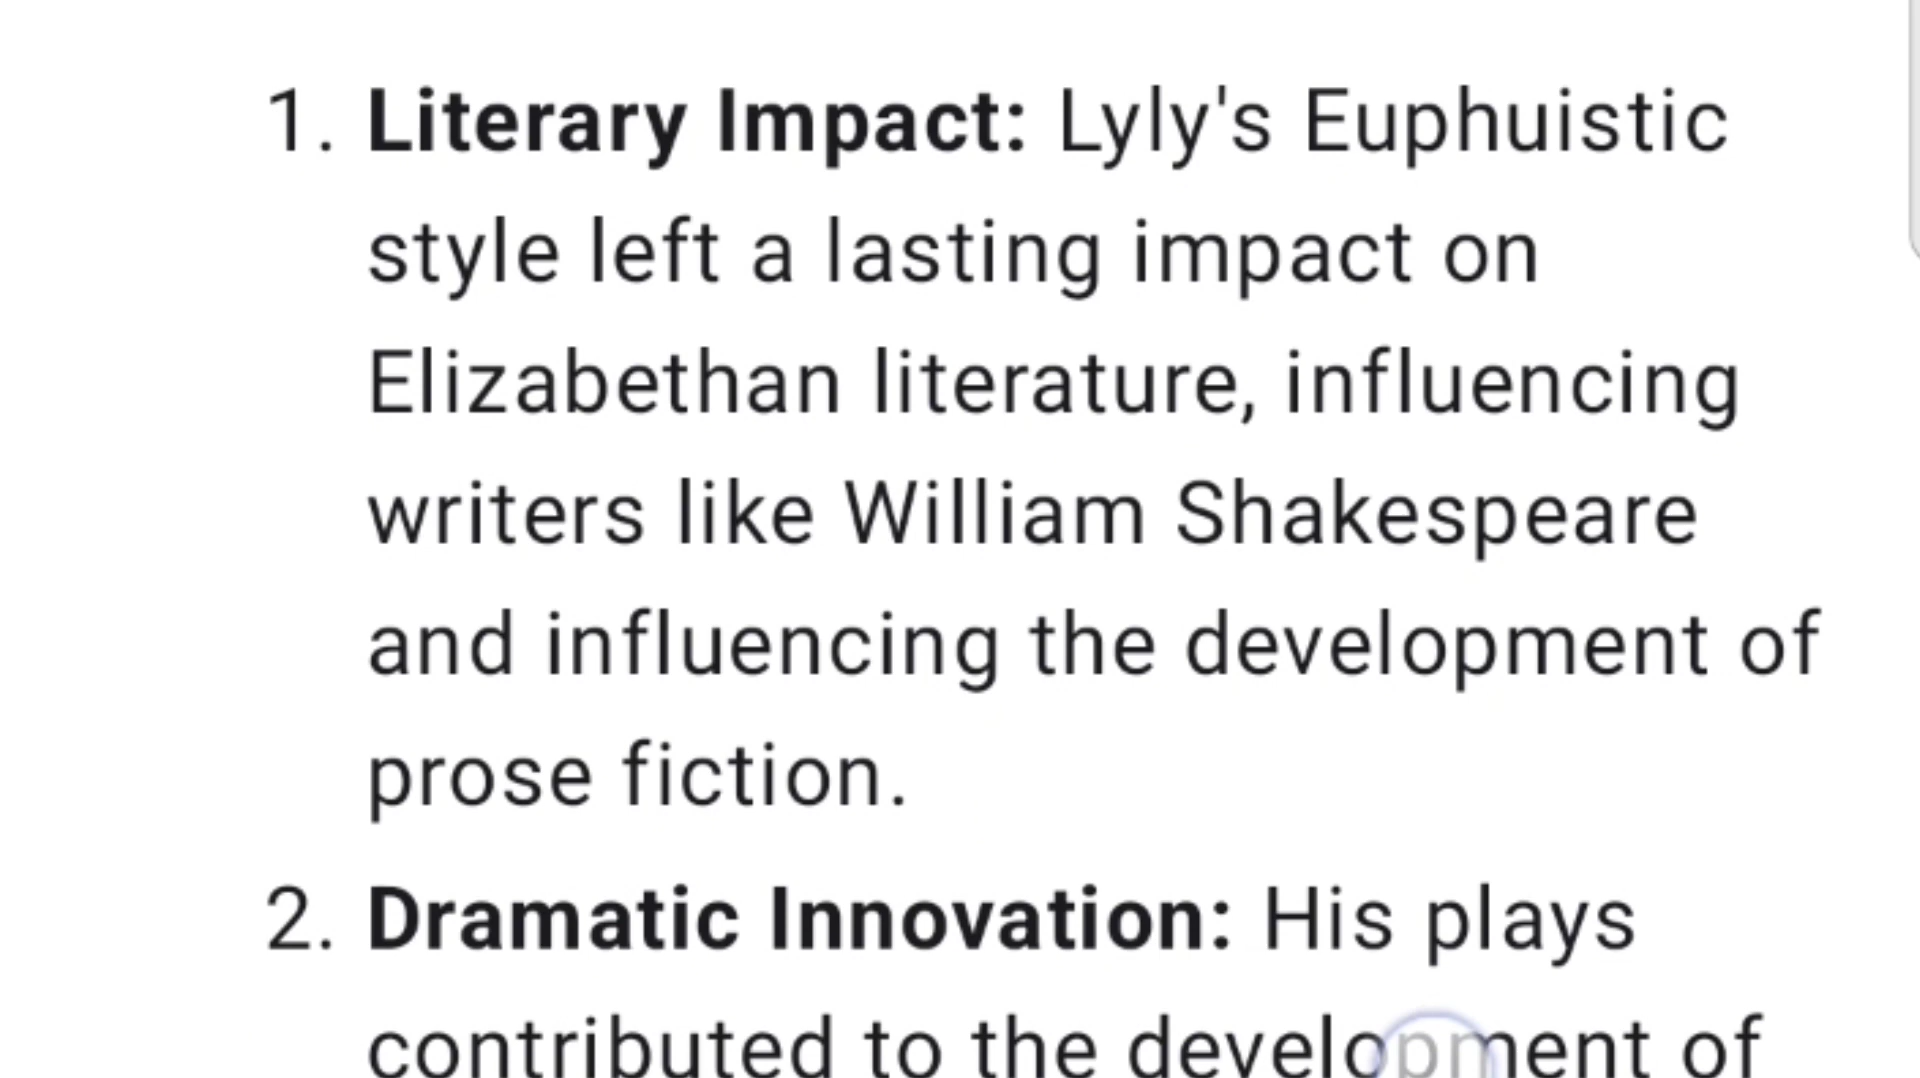 1. Literary Impact: Lyly's Euphuistic
style left a lasting impact on
Elizabethan literature, influencing
writers like William Shakespeare
and influencing the development of
prose fiction.
2. Dramatic Innovation: His plays
contributed to the development of